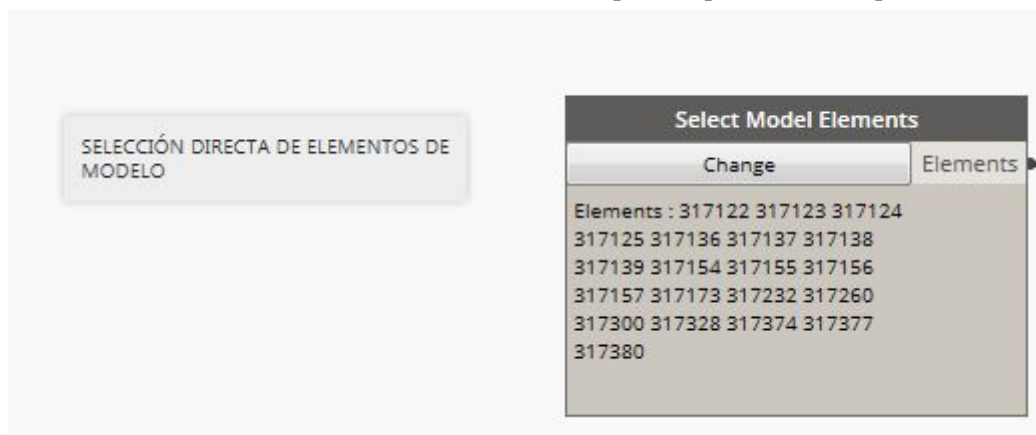 SELECCIÓN DIRECTA DE ELEMENTOS DE
MODELO
Select Model Elements
Change
Elements
Elements : 317122 317123 317124
317125 317136 317137 317138
317139 317154 317155 317156
317157 317173 317232 317260
317300 317328 317374 317377
317380